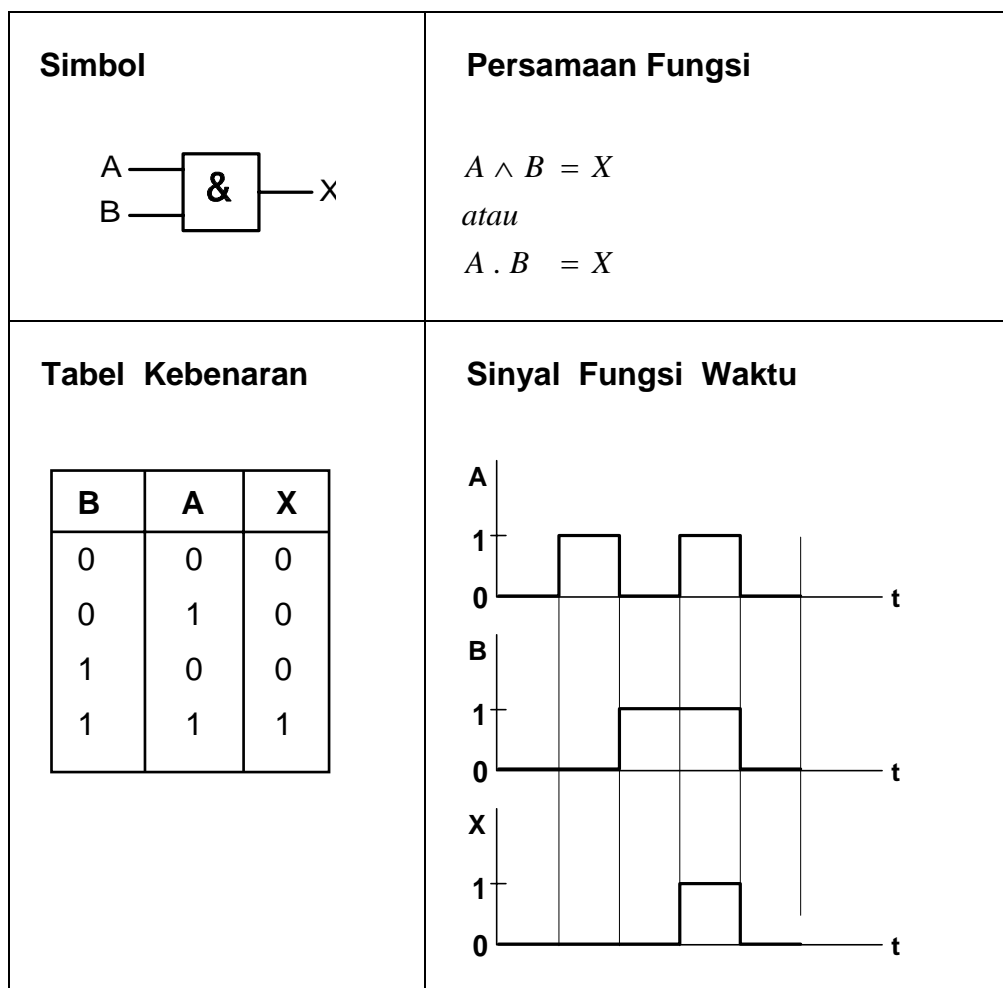 Simbol
A
B
&
X
Persamaan Fungsi
A ∧ B = X
atau
A . B = X
Tabel Kebenaran
B A X
0 0 0
0 1 0
1 0 0
1 1 1
Sinyal Fungsi Waktu
A
1
0
t
B
1
0
t
X
1
0
t